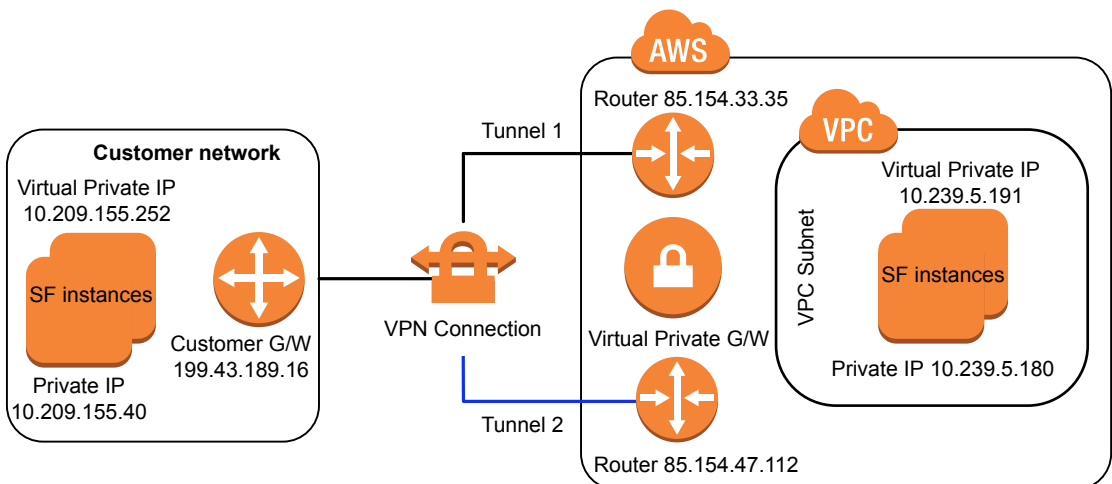 AWS
Router 85.154.33.35
Tunnel 1
VPC
Customer network
Virtual Private IP
10.209.155.252
SF instances
Customer G/W
199.43.189.16
Private IP
10.209.155.40
VPN Connection
Virtual Private G/W
VPC Subnet
Virtual Private IP
10.239.5.191
SF instances
Private IP 10.239.5.180
Tunnel 2
Router 85.154.47.112